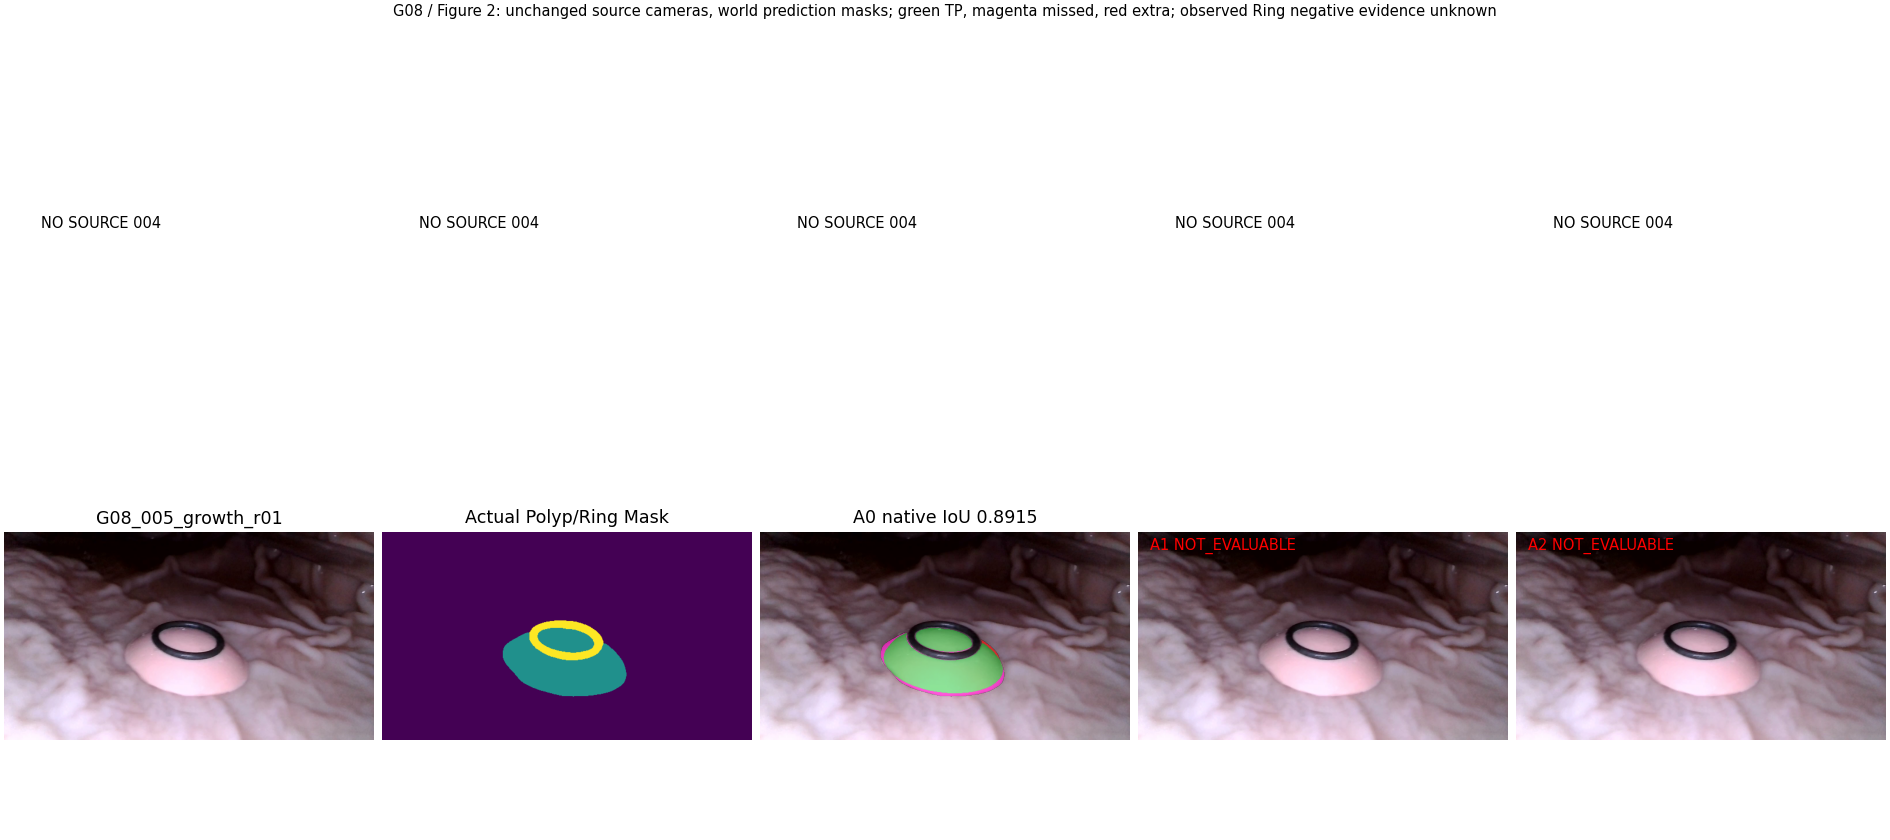 G08 / Figure 2: unchanged source cameras, world prediction masks; green TP, magenta missed, red extra; observed Ring negative evidence unknown
NO SOURCE 004
NO SOURCE 004
NO SOURCE 004
NO SOURCE 004
NO SOURCE 004
G08_005_growth_r01
Actual Polyp/Ring Mask
A0 native IoU 0.8915
A1 NOT_EVALUABLE
A2 NOT_EVALUABLE